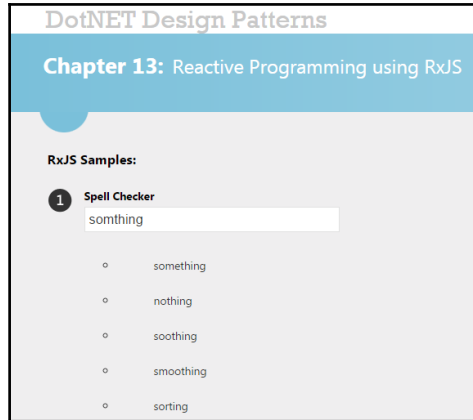 DotNET Design Patterns
Chapter 13: Reactive Programming using RxJS
RxJS Samples:
1 Spell Checker
somthing
something
nothing
soothing
smoothing
sorting